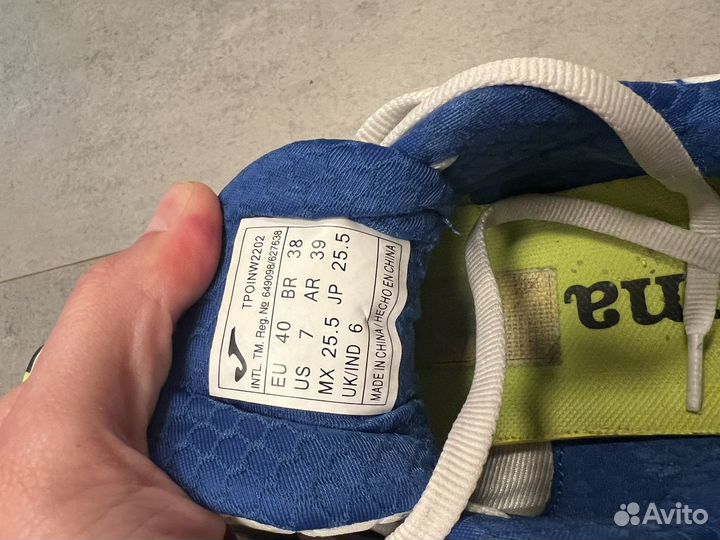 TPOINW2202
INTL. TM. Reg. № 649098/627638
EU 40 BR 38
US 7 AR 39
MX 25.5 JP 25.5
UK/IND 6
MADE IN CHINA/HECHO EN CHINA
ma
Avito